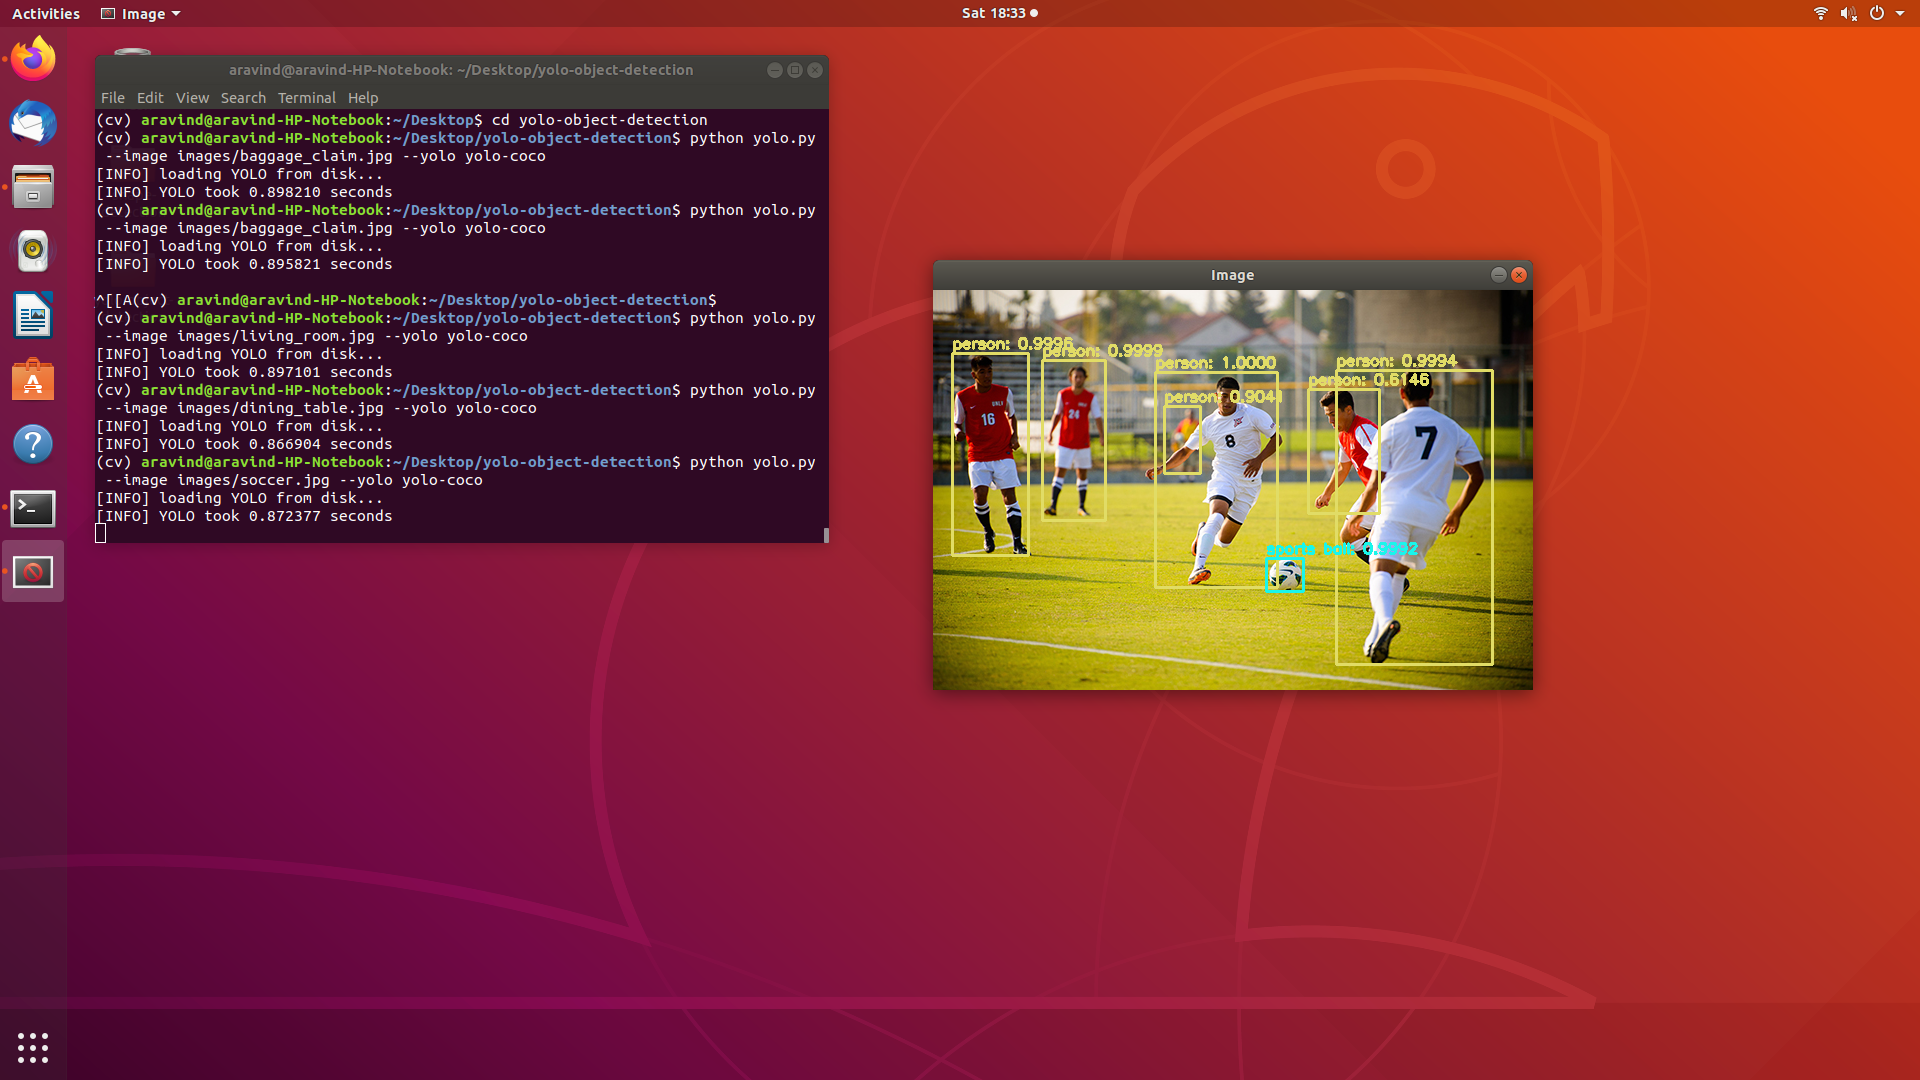 Activities
Image
Sat 18:33
aravind@aravind-HP-Notebook: ~/Desktop/yolo-object-detection
File Edit View Search Terminal Help
(cv) aravind@aravind-HP-Notebook:~/Desktop$ cd yolo-object-detection
(cv) aravind@aravind-HP-Notebook:~/Desktop/yolo-object-detection$ python yolo.py
--image images/baggage_claim.jpg --yolo yolo-coco
[INFO] loading YOLO from disk...
[INFO] YOLO took 0.898210 seconds
(cv) aravind@aravind-HP-Notebook:~/Desktop/yolo-object-detection$ python yolo.py
--image images/baggage_claim.jpg --yolo yolo-coco
[INFO] loading YOLO from disk...
[INFO] YOLO took 0.895821 seconds
^[[A(cv) aravind@aravind-HP-Notebook:~/Desktop/yolo-object-detection$
(cv) aravind@aravind-HP-Notebook:~/Desktop/yolo-object-detection$ python yolo.py
--image images/living_room.jpg --yolo yolo-coco
[INFO] loading YOLO from disk...
[INFO] YOLO took 0.897101 seconds
(cv) aravind@aravind-HP-Notebook:~/Desktop/yolo-object-detection$ python yolo.py
--image images/dining_table.jpg --yolo yolo-coco
[INFO] loading YOLO from disk...
[INFO] YOLO took 0.866904 seconds
(cv) aravind@aravind-HP-Notebook:~/Desktop/yolo-object-detection$ python yolo.py
--image images/soccer.jpg --yolo yolo-coco
[INFO] loading YOLO from disk...
[INFO] YOLO took 0.872377 seconds
Image
person: 0.9996
person: 0.9999
person: 1.0000
person: 0.9041
person: 0.9994
person: 0.6146
sports ball: 0.9992
16
24
8
7